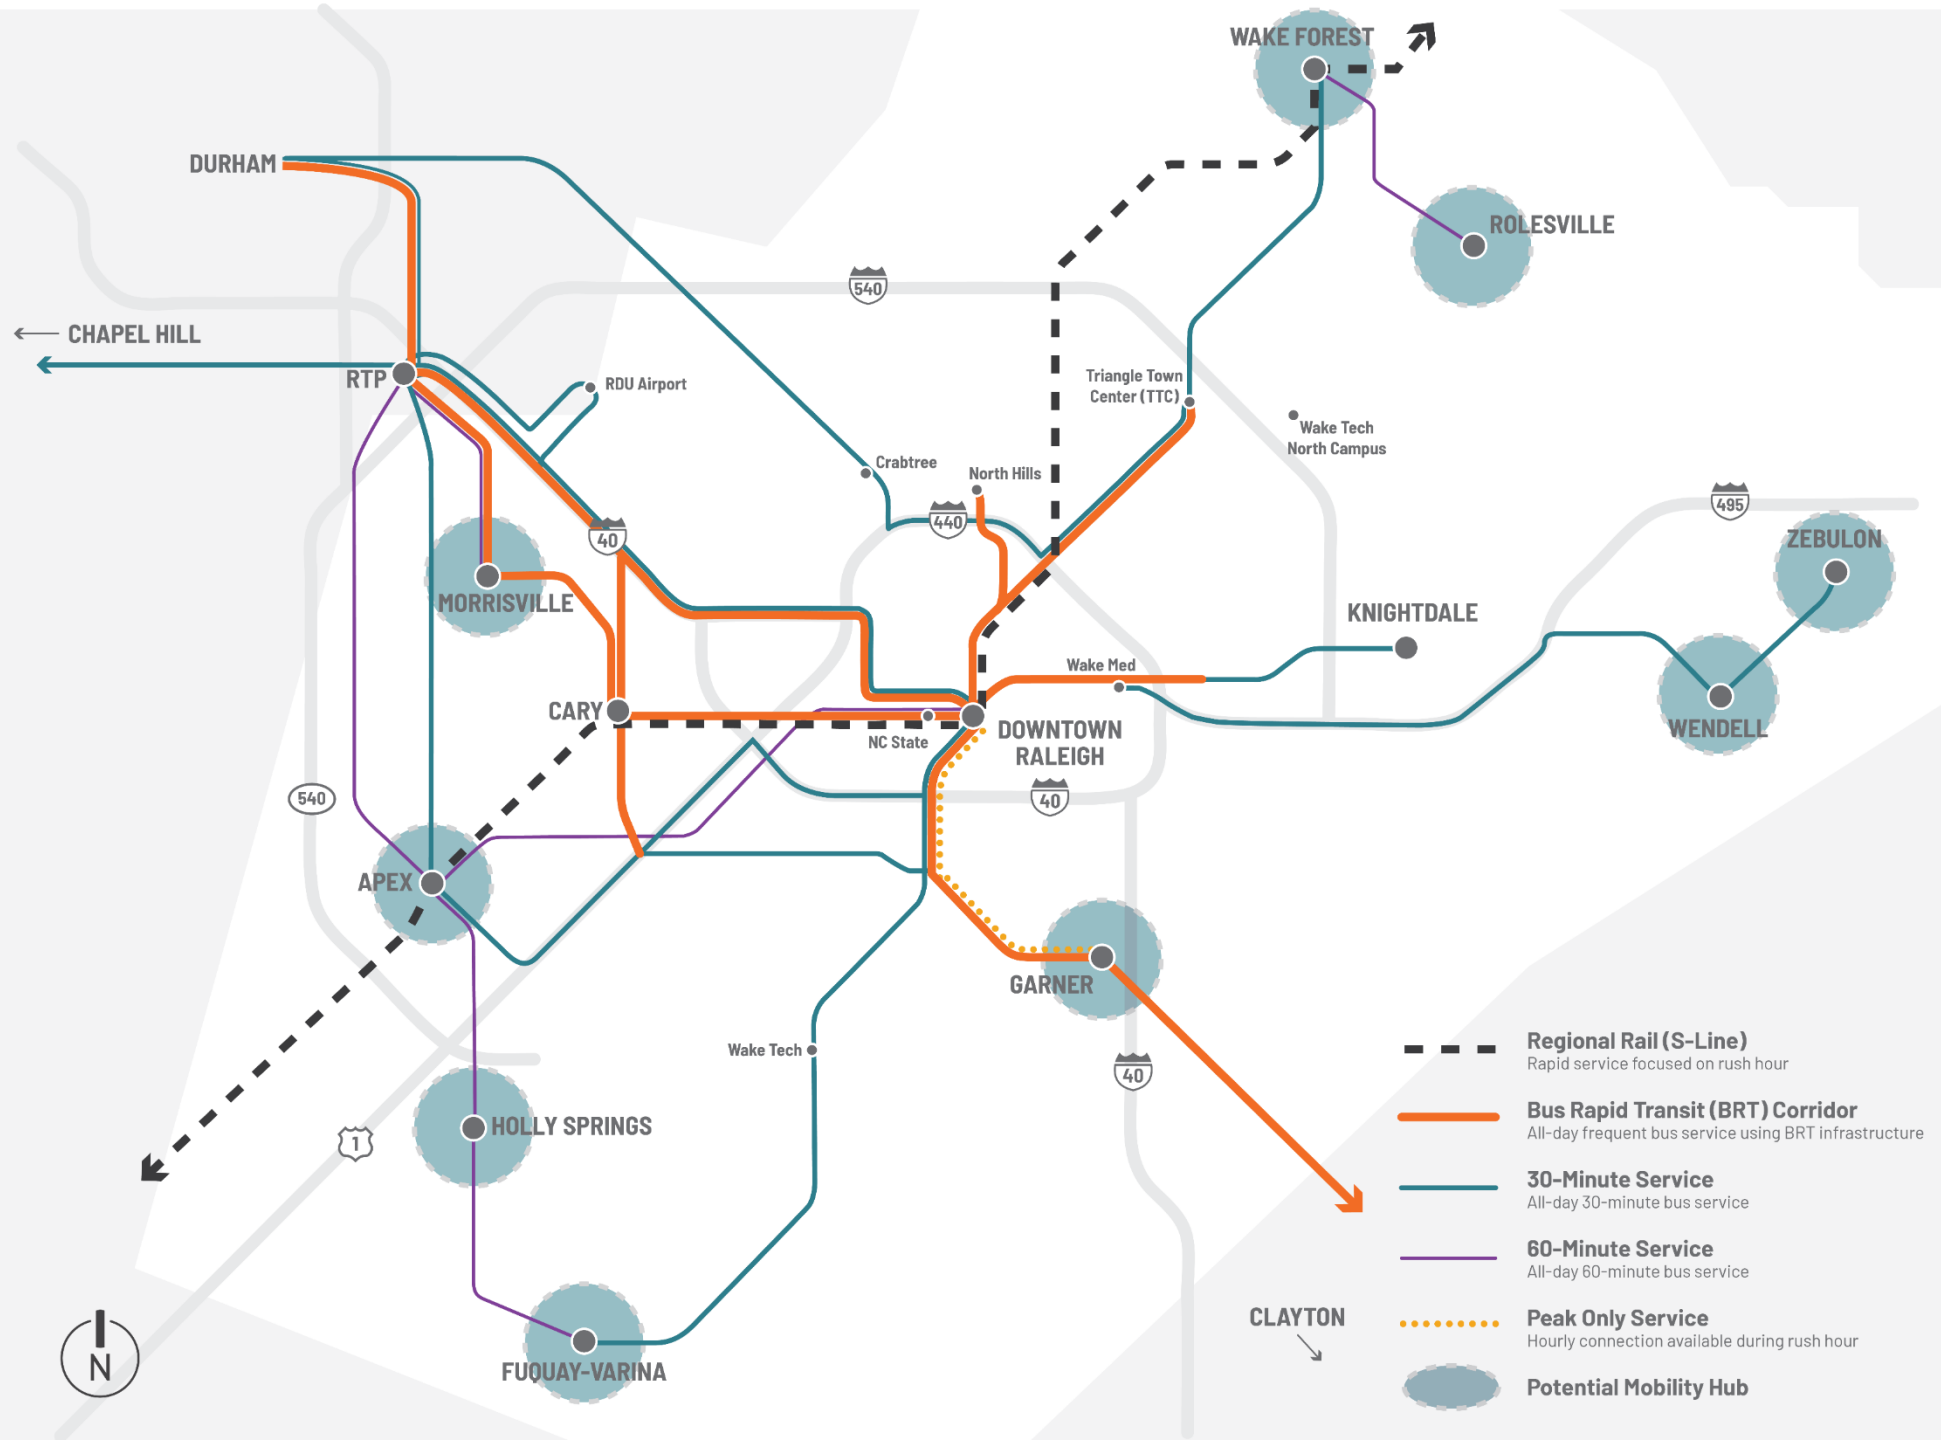 WAKE FOREST
DURHAM
ROLESVILLE
540
CHAPEL HILL
RTP
RDU Airport
Triangle Town
Center (TTC)
Wake Tech
North Campus
Crabtree
North Hills
440
495
40
ZEBULON
MORRISVILLE
KNIGHTDALE
Wake Med
CARY
NC State
DOWNTOWN
RALEIGH
WENDELL
540
40
APEX
GARNER
Wake Tech
40
HOLLY SPRINGS
1
FUQUAY-VARINA
CLAYTON
N
Regional Rail (S-Line)
Rapid service focused on rush hour
Bus Rapid Transit (BRT) Corridor
All-day frequent bus service using BRT infrastructure
30-Minute Service
All-day 30-minute bus service
60-Minute Service
All-day 60-minute bus service
Peak Only Service
Hourly connection available during rush hour
Potential Mobility Hub